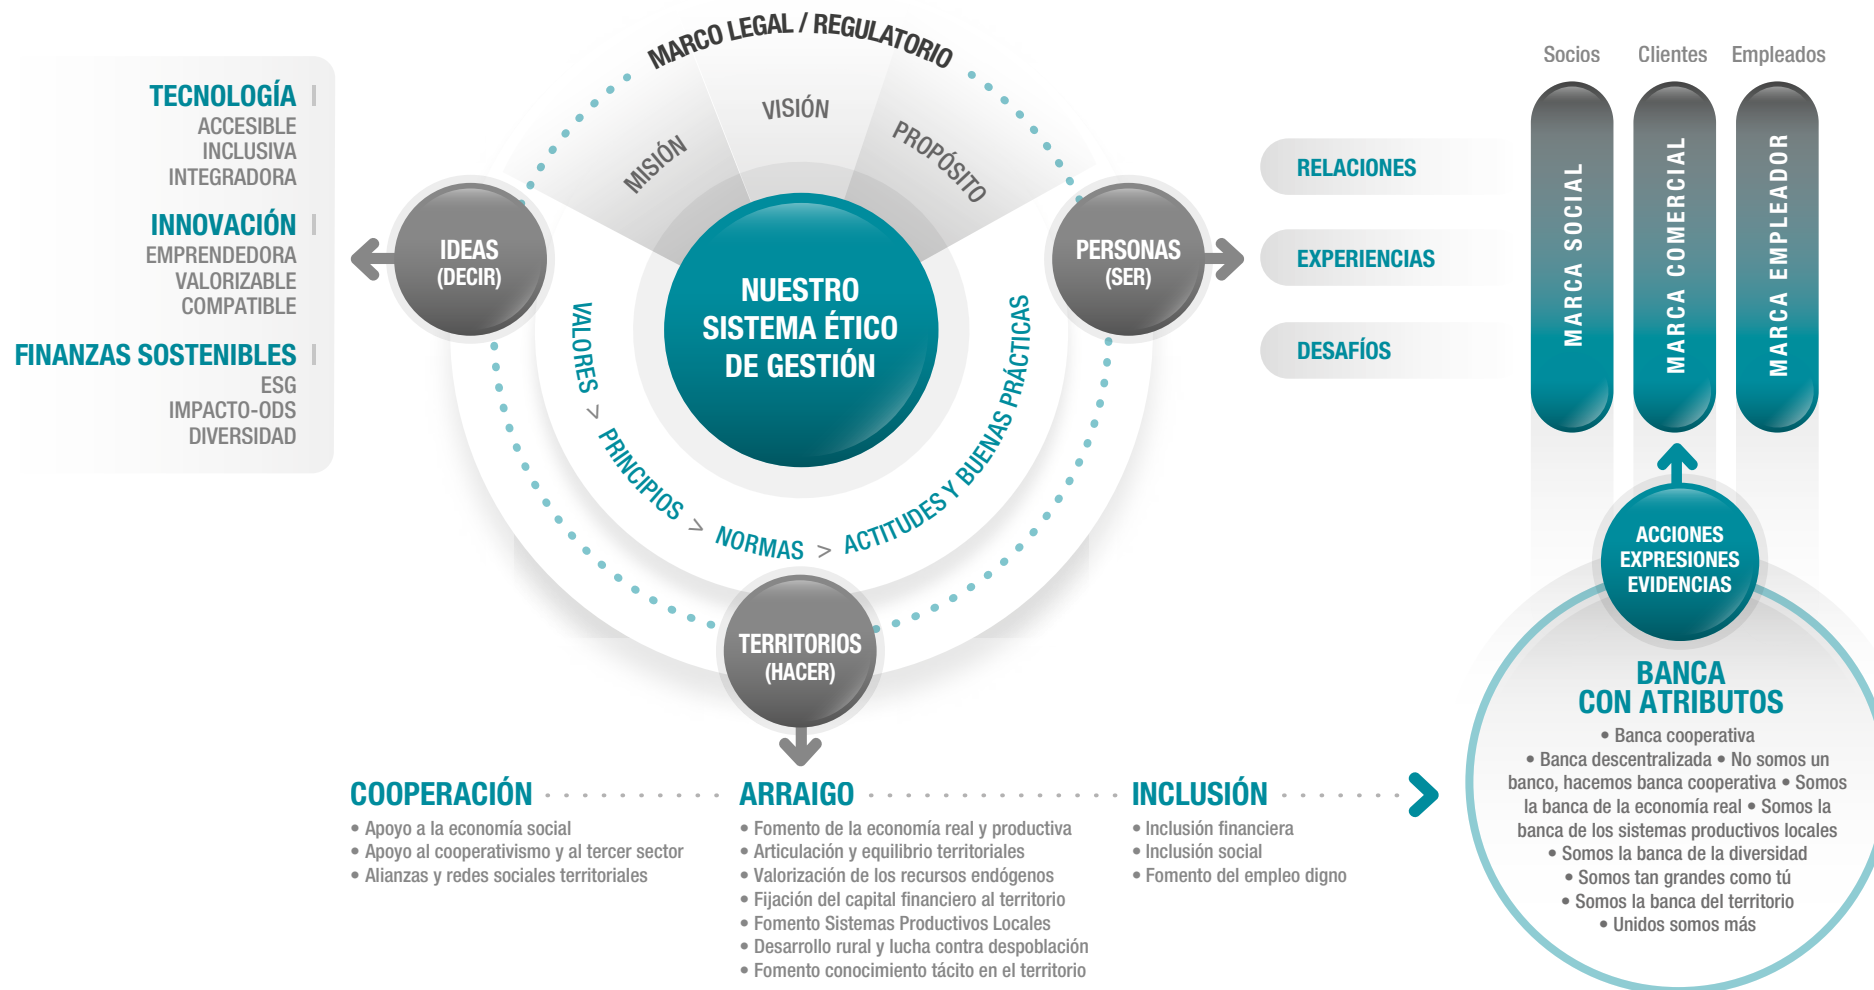 TECNOLOGÍA
ACCESIBLE
INCLUSIVA
INTEGRADORA
INNOVACIÓN
EMPRENDEDORA
VALORIZABLE
COMPATIBLE
FINANZAS SOSTENIBLES
ESG
IMPACTO-ODS
DIVERSIDAD
MARCO LEGAL / REGULATORIO
MISIÓN
VISIÓN
PROPÓSITO
IDEAS
(DECIR)
NUESTRO
SISTEMA ÉTICO
DE GESTIÓN
PERSONAS
(SER)
VALORES > PRINCIPIOS > NORMAS > ACTITUDES Y BUENAS PRÁCTICAS
TERRITORIOS
(HACER)
RELACIONES
EXPERIENCIAS
DESAFÍOS
Socios
Clientes
Empleados
MARCA SOCIAL
MARCA COMERCIAL
MARCA EMPLEADOR
ACCIONES
EXPRESIONES
EVIDENCIAS
COOPERACIÓN
• Apoyo a la economía social
• Apoyo al cooperativismo y al tercer sector
• Alianzas y redes sociales territoriales
ARRAIGO
• Fomento de la economía real y productiva
• Articulación y equilibrio territoriales
• Valorización de los recursos endógenos
• Fijación del capital financiero al territorio
• Fomento Sistemas Productivos Locales
• Desarrollo rural y lucha contra despoblación
• Fomento conocimiento tácito en el territorio
INCLUSIÓN
• Inclusión financiera
• Inclusión social
• Fomento del empleo digno
BANCA
CON ATRIBUTOS
• Banca cooperativa
• Banca descentralizada • No somos un
banco, hacemos banca cooperativa • Somos
la banca de la economía real • Somos la
banca de los sistemas productivos locales
• Somos la banca de la diversidad
• Somos tan grandes como tú
• Somos la banca del territorio
• Unidos somos más